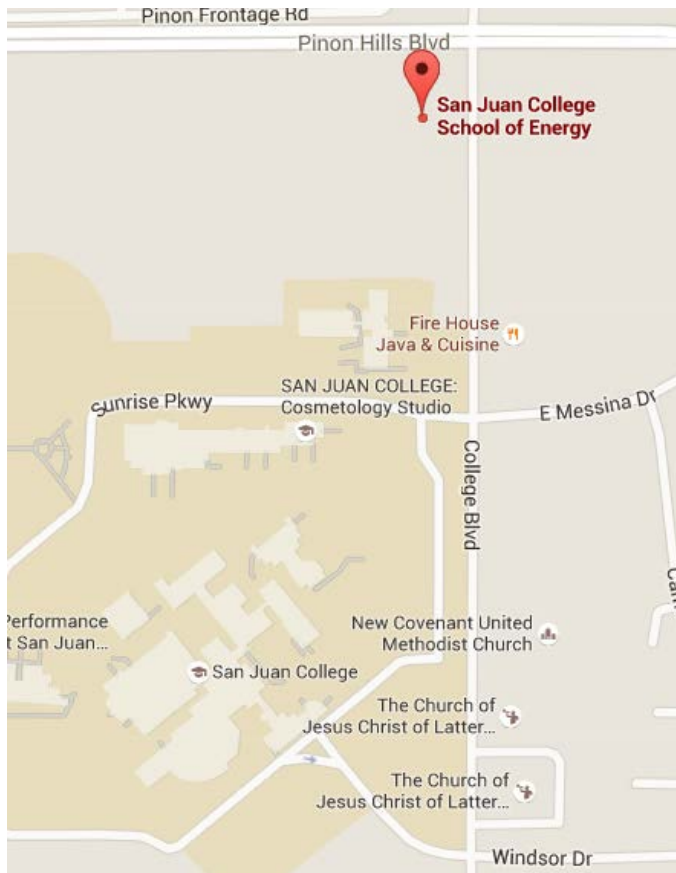 Pinon Frontage Rd
Pinon Hills Blvd
San Juan College
School of Energy
Fire House
Java & Cuisine
SAN JUAN COLLEGE:
Cosmetology Studio
Sunrise Pkwy
E Messina Dr
College Blvd
Performance
t San Juan...
New Covenant United
Methodist Church
San Juan College
The Church of
Jesus Christ of Latter...
The Church of
Jesus Christ of Latter...
Windsor Dr